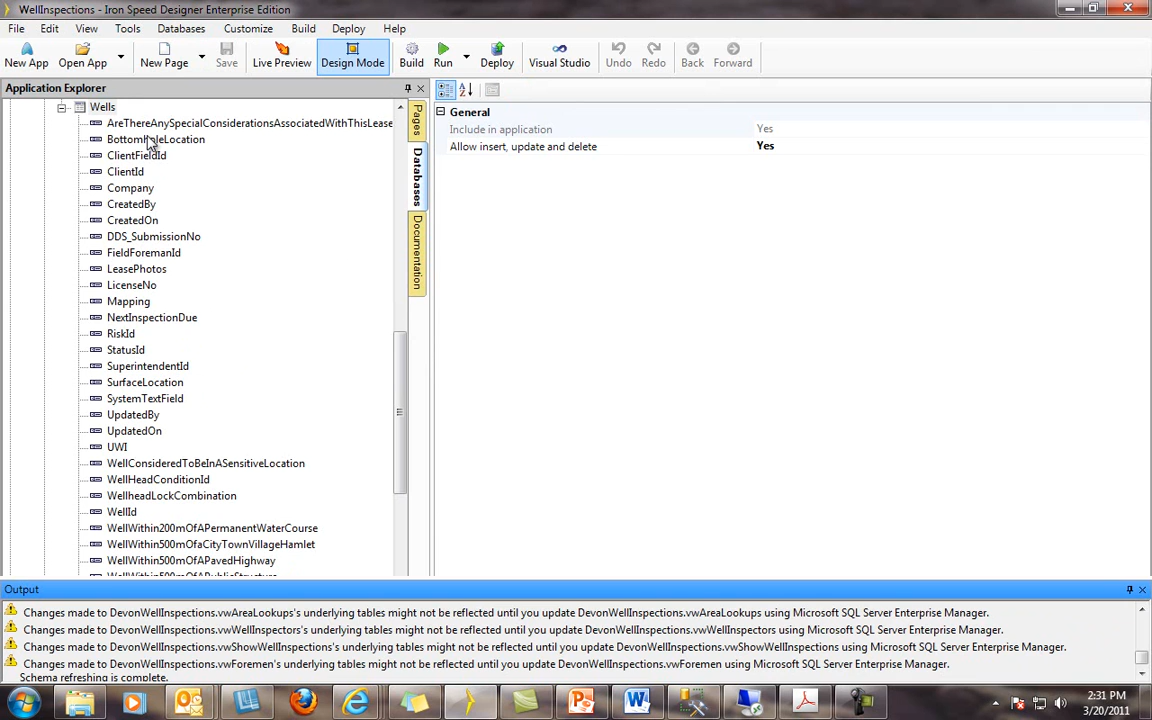 WellInspections - Iron Speed Designer Enterprise Edition
File Edit View Tools Databases Customize Build Deploy Help
New App Open App New Page Save Live Preview Design Mode Build Run Deploy Visual Studio Undo Redo Back Forward
Application Explorer
Wells
AreThereAnySpecialConsiderationsAssociatedWithThisLease
ClientFieldId
ClientId
Company
CreatedBy
CreatedOn
DDS_SubmissionNo
FieldForemanId
LeasePhotos
LicenseNo
Mapping
NextInspectionDue
RiskId
StatusId
SuperintendentId
SurfaceLocation
SystemTextField
UpdatedBy
UpdatedOn
UWI
WellConsideredToBeInASensitiveLocation
WellHeadConditionId
WellheadLockCombination
WellId
WellWithin200mOfAPermanentWaterCourse
WellWithin500mOfaCityTownVillageHamlet
WellWithin500mOfAPavedHighway
WellWithin500mOfAPublicStructure
Pages
Databases
Documentation
General
Include in application Yes
Allow insert, update and delete Yes
Output
Changes made to DevonWellInspections.vwAreaLookups's underlying tables might not be reflected until you update DevonWellInspections.vwAreaLookups using Microsoft SQL Server Enterprise Manager.
Changes made to DevonWellInspections.vwWellInspectors's underlying tables might not be reflected until you update DevonWellInspections.vwWellInspectors using Microsoft SQL Server Enterprise Manager.
Changes made to DevonWellInspections.vwShowWellInspections's underlying tables might not be reflected until you update DevonWellInspections.vwShowWellInspections using Microsoft SQL Server Enterprise Manager.
Changes made to DevonWellInspections.vwForemen's underlying tables might not be reflected until you update DevonWellInspections.vwForemen using Microsoft SQL Server Enterprise Manager.
Schema refreshing is complete.
2:31 PM
3/20/2011